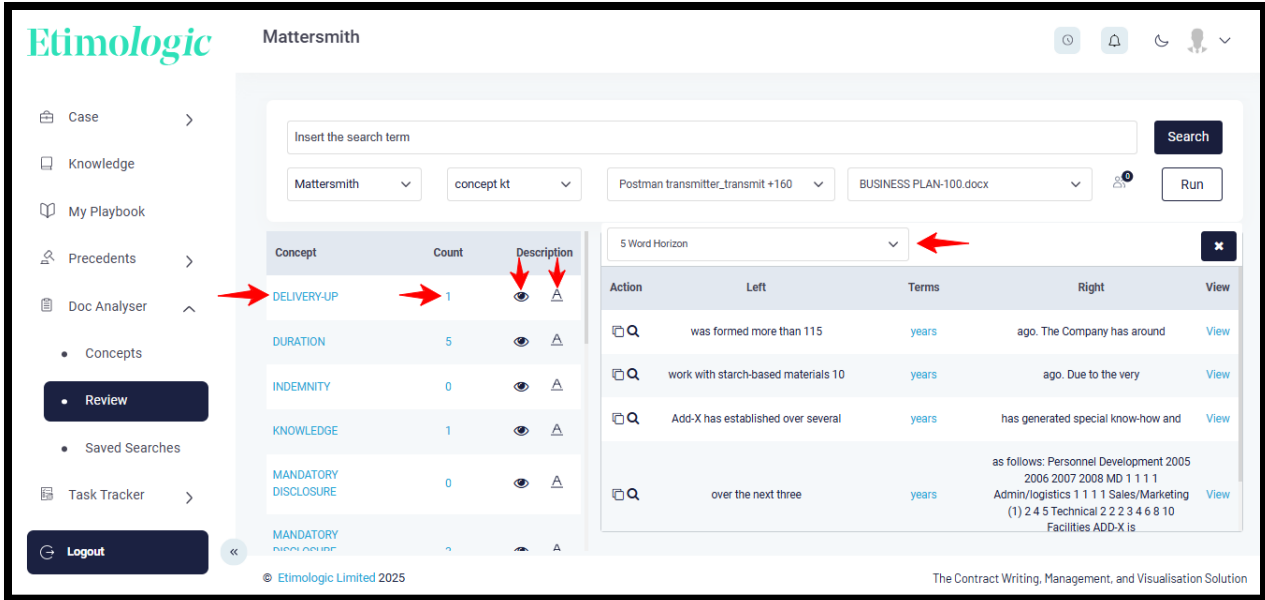 Etimologic
Mattersmith
Case
Knowledge
My Playbook
Precedents
Doc Analyser
Concepts
Review
Saved Searches
Task Tracker
Logout
Insert the search term
Search
Mattersmith
concept kt
Postman transmitter_transmit +160
BUSINESS PLAN-100.docx
0
Run
Concept Count Description
DELIVERY-UP 1 A
DURATION 5 A
INDEMNITY 0 A
KNOWLEDGE 1 A
MANDATORY
DISCLOSURE 0 A
MANDATORY
DISCLOSURE A
5 Word Horizon
Action Left Terms Right View
was formed more than 115 years ago. The Company has around View
work with starch-based materials 10 years ago. Due to the very View
Add-X has established over several years has generated special know-how and View
as follows: Personnel Development 2005
2006 2007 2008 MD 1 1 1 1
over the next three years Admin/logistics 1 1 1 1 Sales/Marketing View
(1) 2 4 5 Technical 2 2 2 3 4 6 8 10
Facilities ADD-X is
© Etimologic Limited 2025
The Contract Writing, Management, and Visualisation Solution